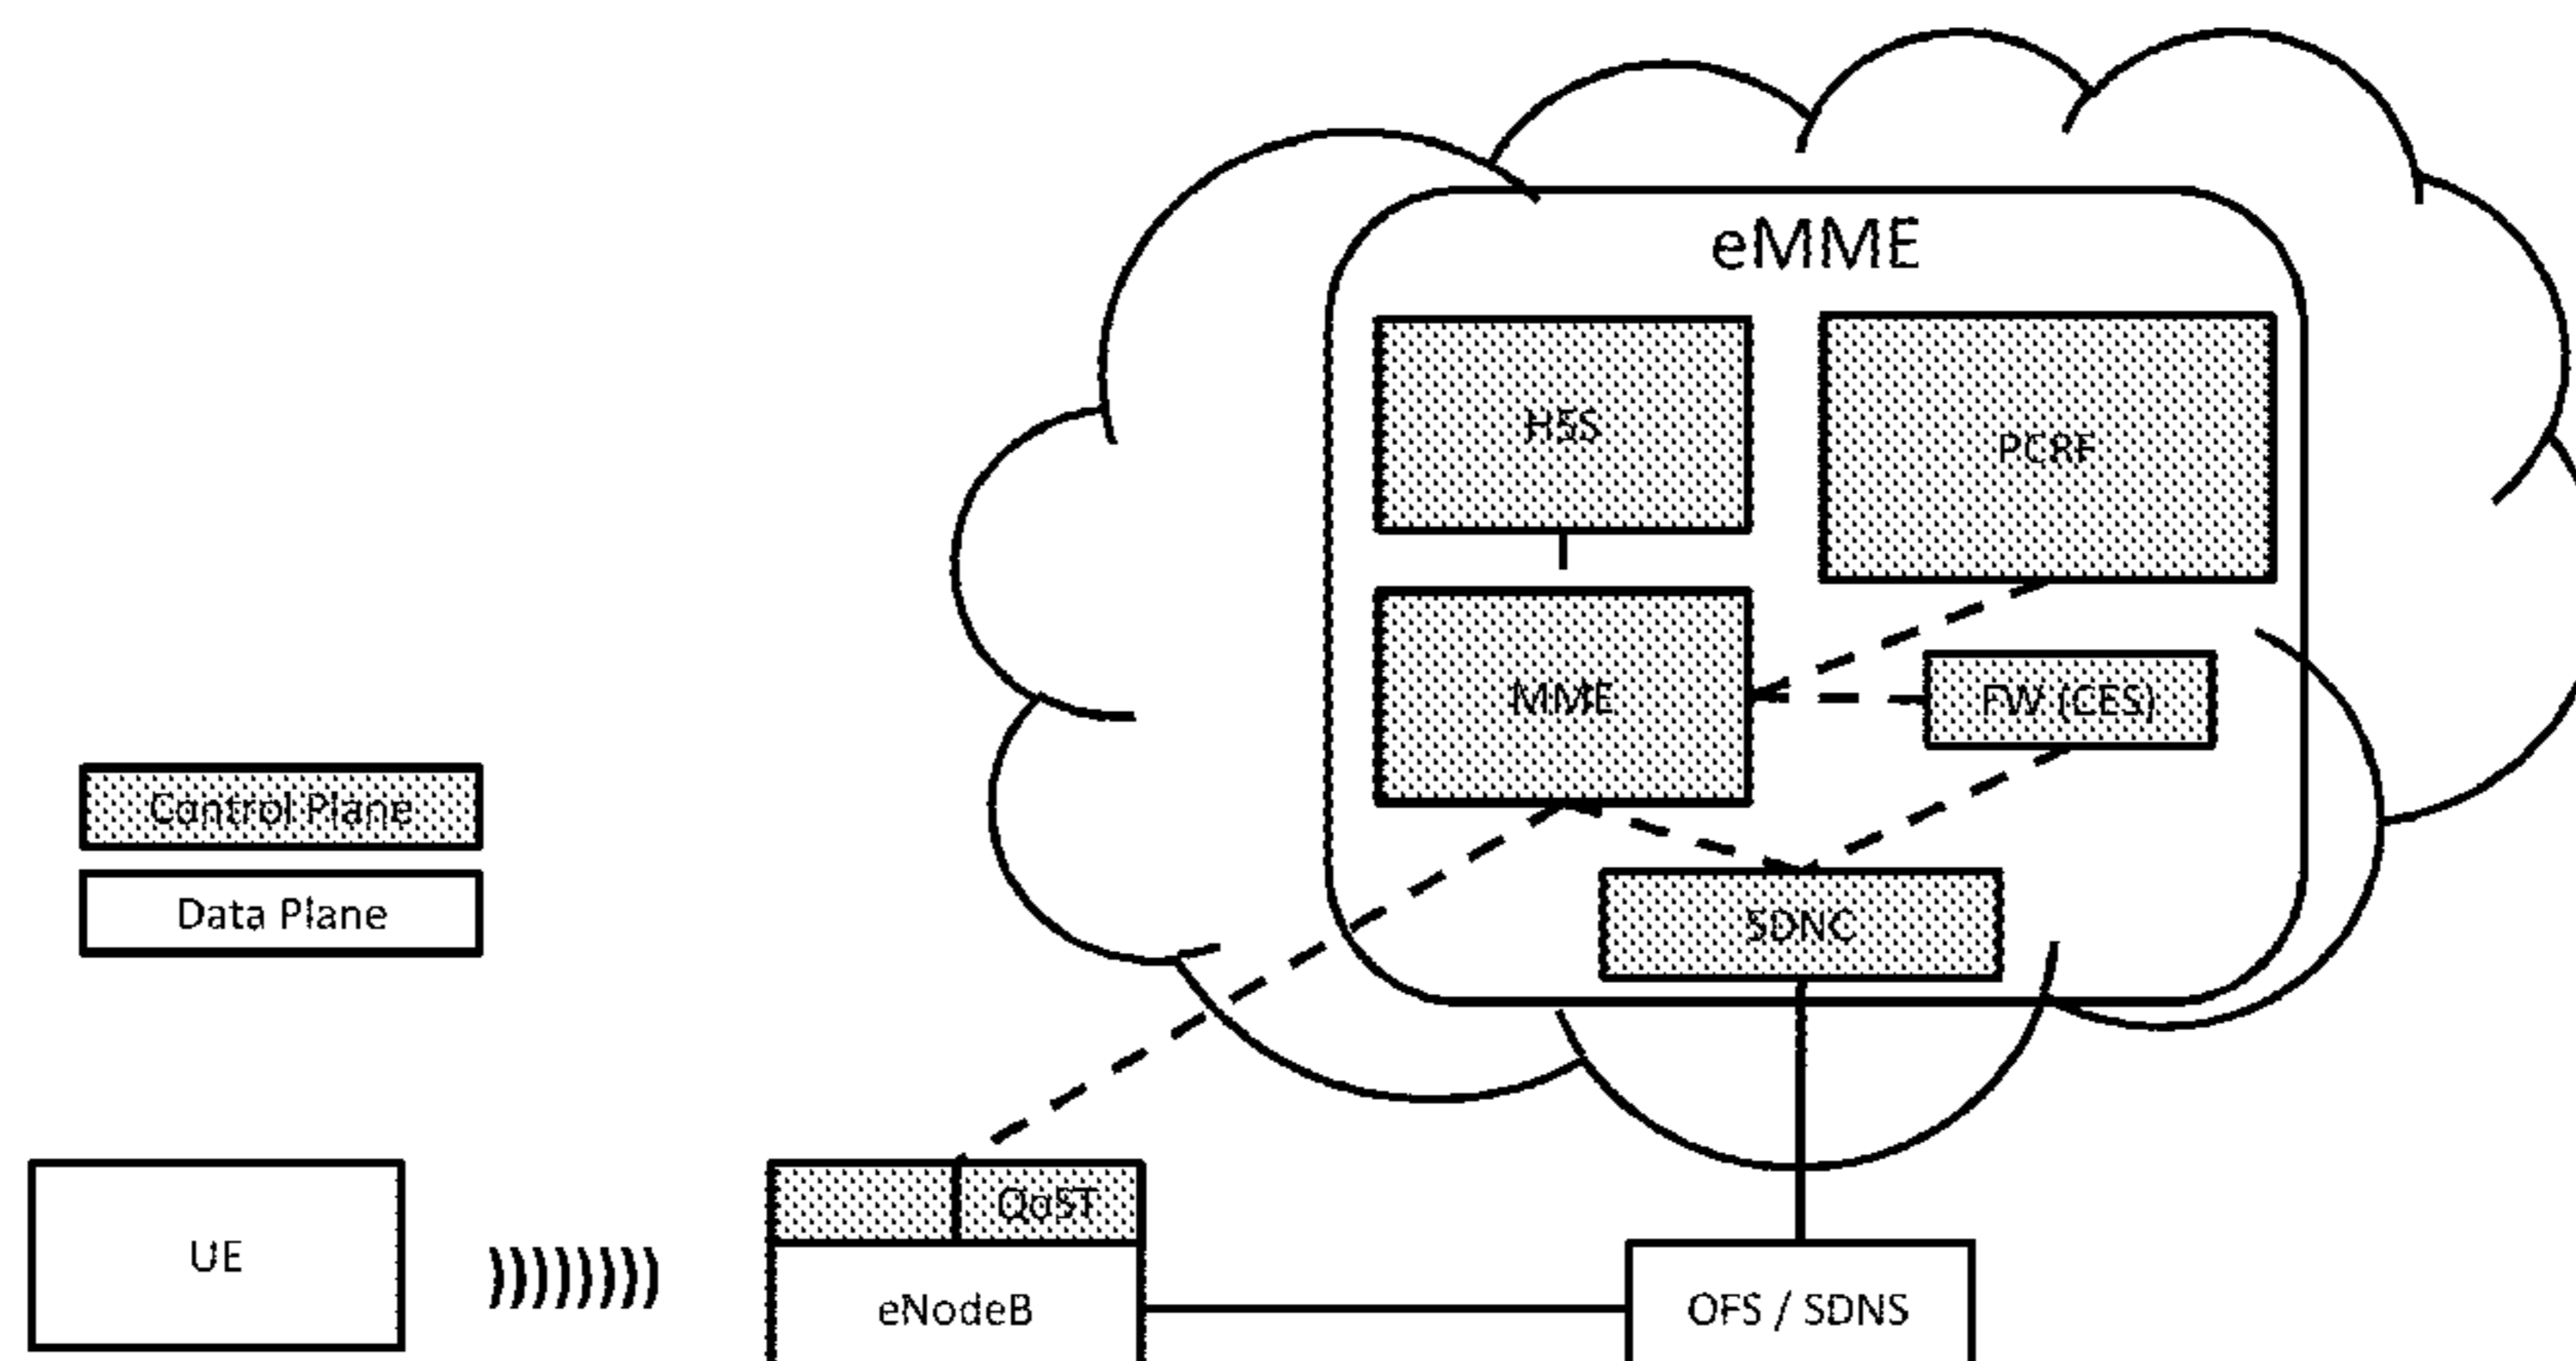 eMME
HSS
PCRF
MME
FW (CES)
Control Plane
Data Plane
SDNC
QoST
UE
))))))))
eNodeB
OFS / SDNS